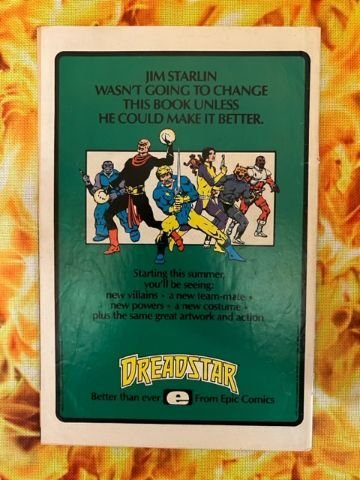 JIM STARLIN
WASN'T GOING TO CHANGE
THIS BOOK UNLESS
HE COULD MAKE IT BETTER.
Starting this summer,
you'll be seeing:
new villains • a new team-mate •
new powers • a new costume •
plus the same great artwork and action
DREADSTAR
Better than ever e From Epic Comics